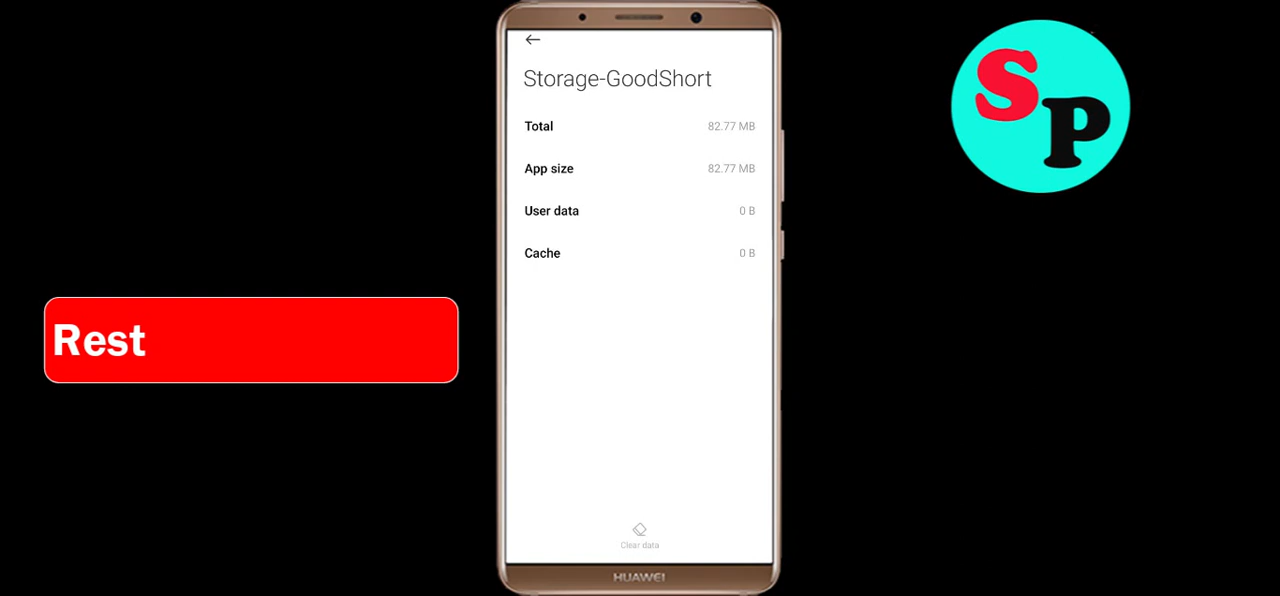 Storage-GoodShort
Total 82.77 MB
App size 82.77 MB
User data 0 B
Cache 0 B
Rest
Clear data
HUAWEI
SP